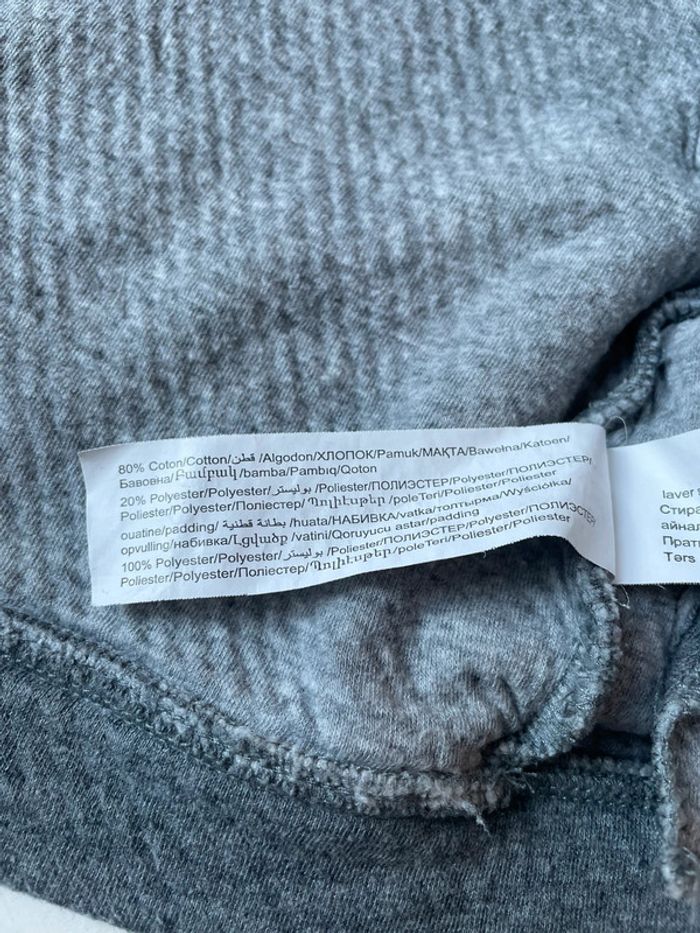 80% Coton/Cotton/قطن /Algodon/ХЛОПОК/Pamuk/МАҚТА/Bawełna/Katoen/
Бавовна/Բամբակ/bamba/Pambıq/Qoton
20% Polyester/Polyester/بوليستر /Poliester/ПОЛИЭСТЕР/Polyester/ПОЛИЭСТЕР/
Poliester/Polyester/Поліестер/Պոլիէսթեր/poleTeri/Poliester/Poliester
ouatine/padding/ بطانة قطنية /huata/НАБИВКА/vatka/толтырма/Wyściółka/
opvulling/набивка/Լցվածք/vatini/Qoruyucu astar/padding
100% Polyester/Polyester/بوليستر /Poliester/ПОЛИЭСТЕР/Polyester/ПОЛИЭСТЕР/
Poliester/Polyester/Поліестер/Պոլիէսթեր/poleTeri/Poliester/Poliester
laver
Стира
айнад
Прати
Tərs